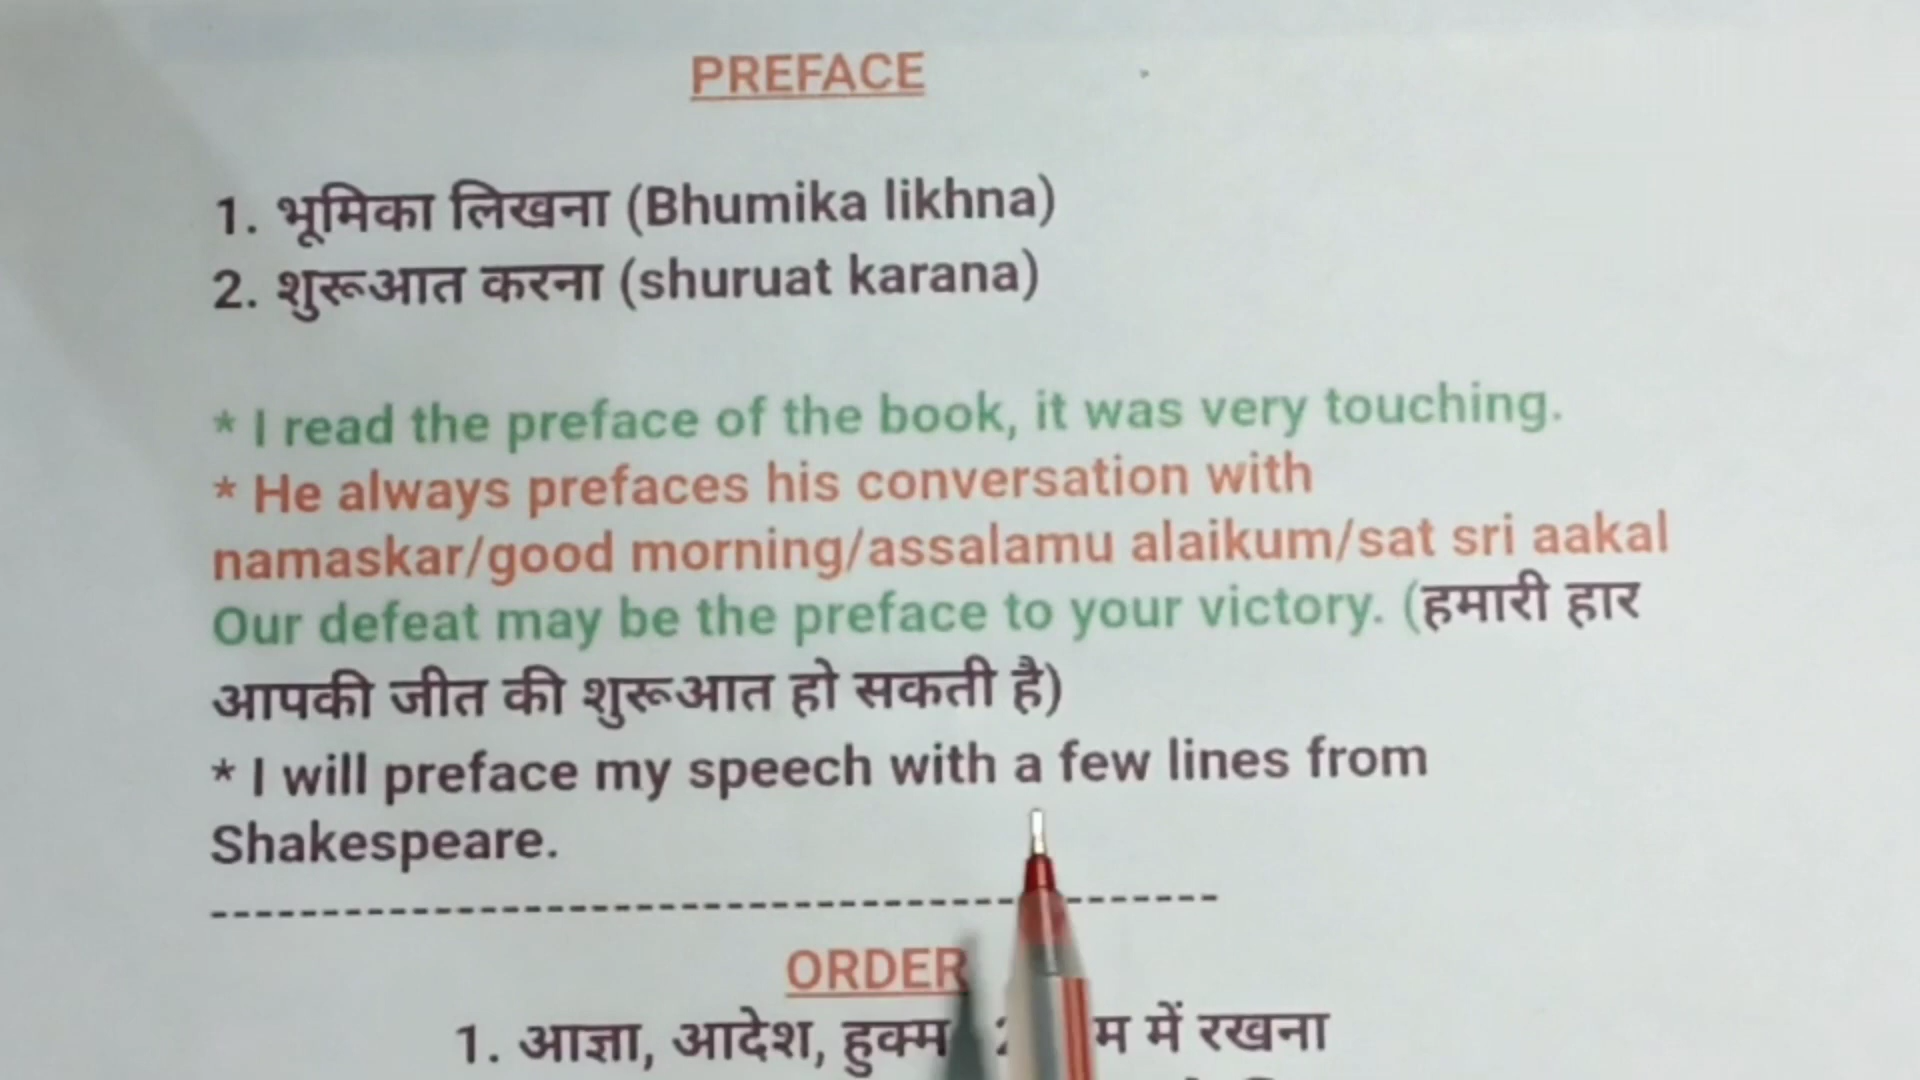 PREFACE
1. भूमिका लिखना (Bhumika likhna)
2. शुरूआत करना (shuruat karana)
* I read the preface of the book, it was very touching.
* He always prefaces his conversation with
namaskar/good morning/assalamu alaikum/sat sri aakal
Our defeat may be the preface to your victory. (हमारी हार
आपकी जीत की शुरूआत हो सकती है)
* I will preface my speech with a few lines from
Shakespeare.
-----------------------------------------------
ORDER
1. आज्ञा, आदेश, हुक्म में रखना